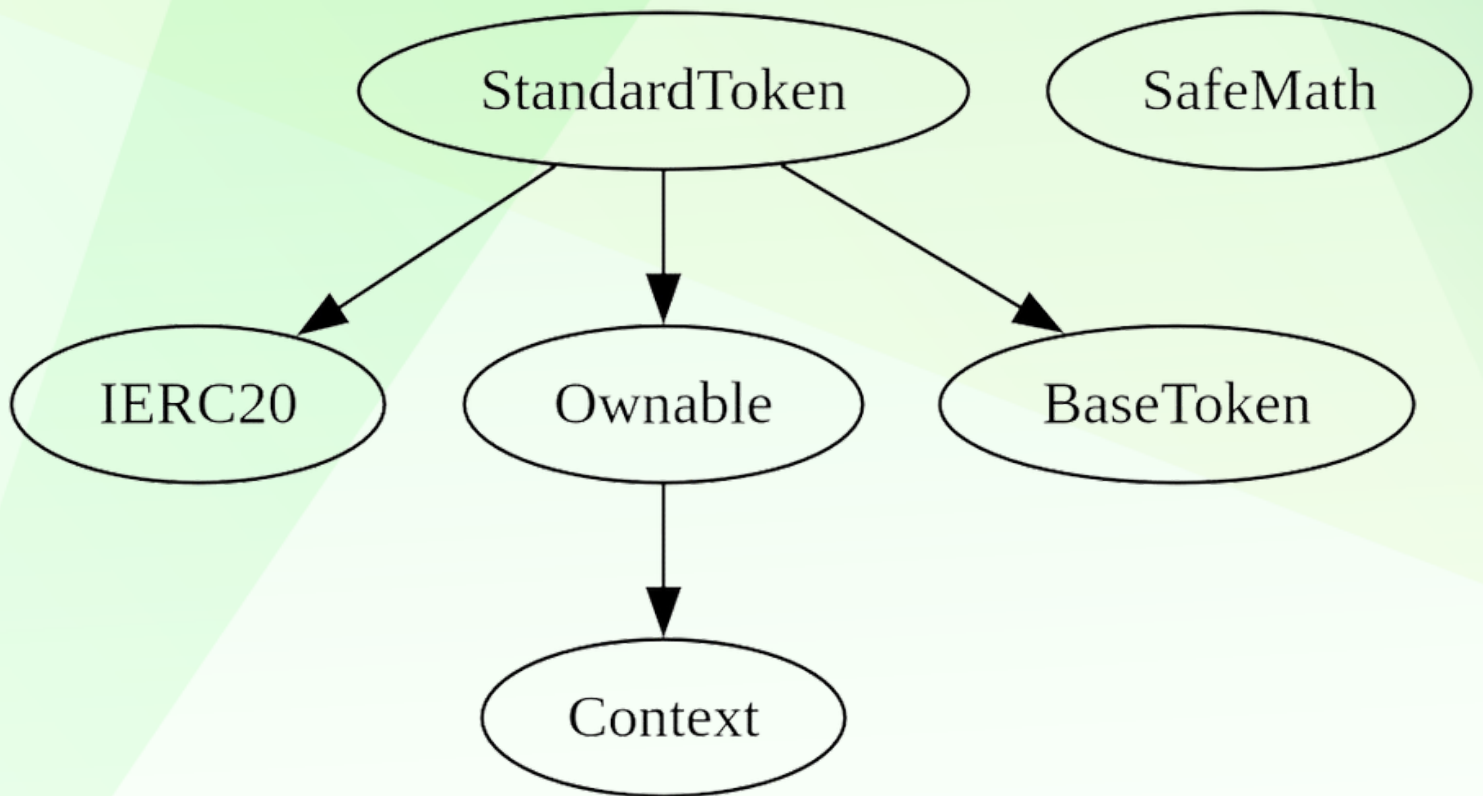 StandardToken
SafeMath
IERC20
Ownable
BaseToken
Context